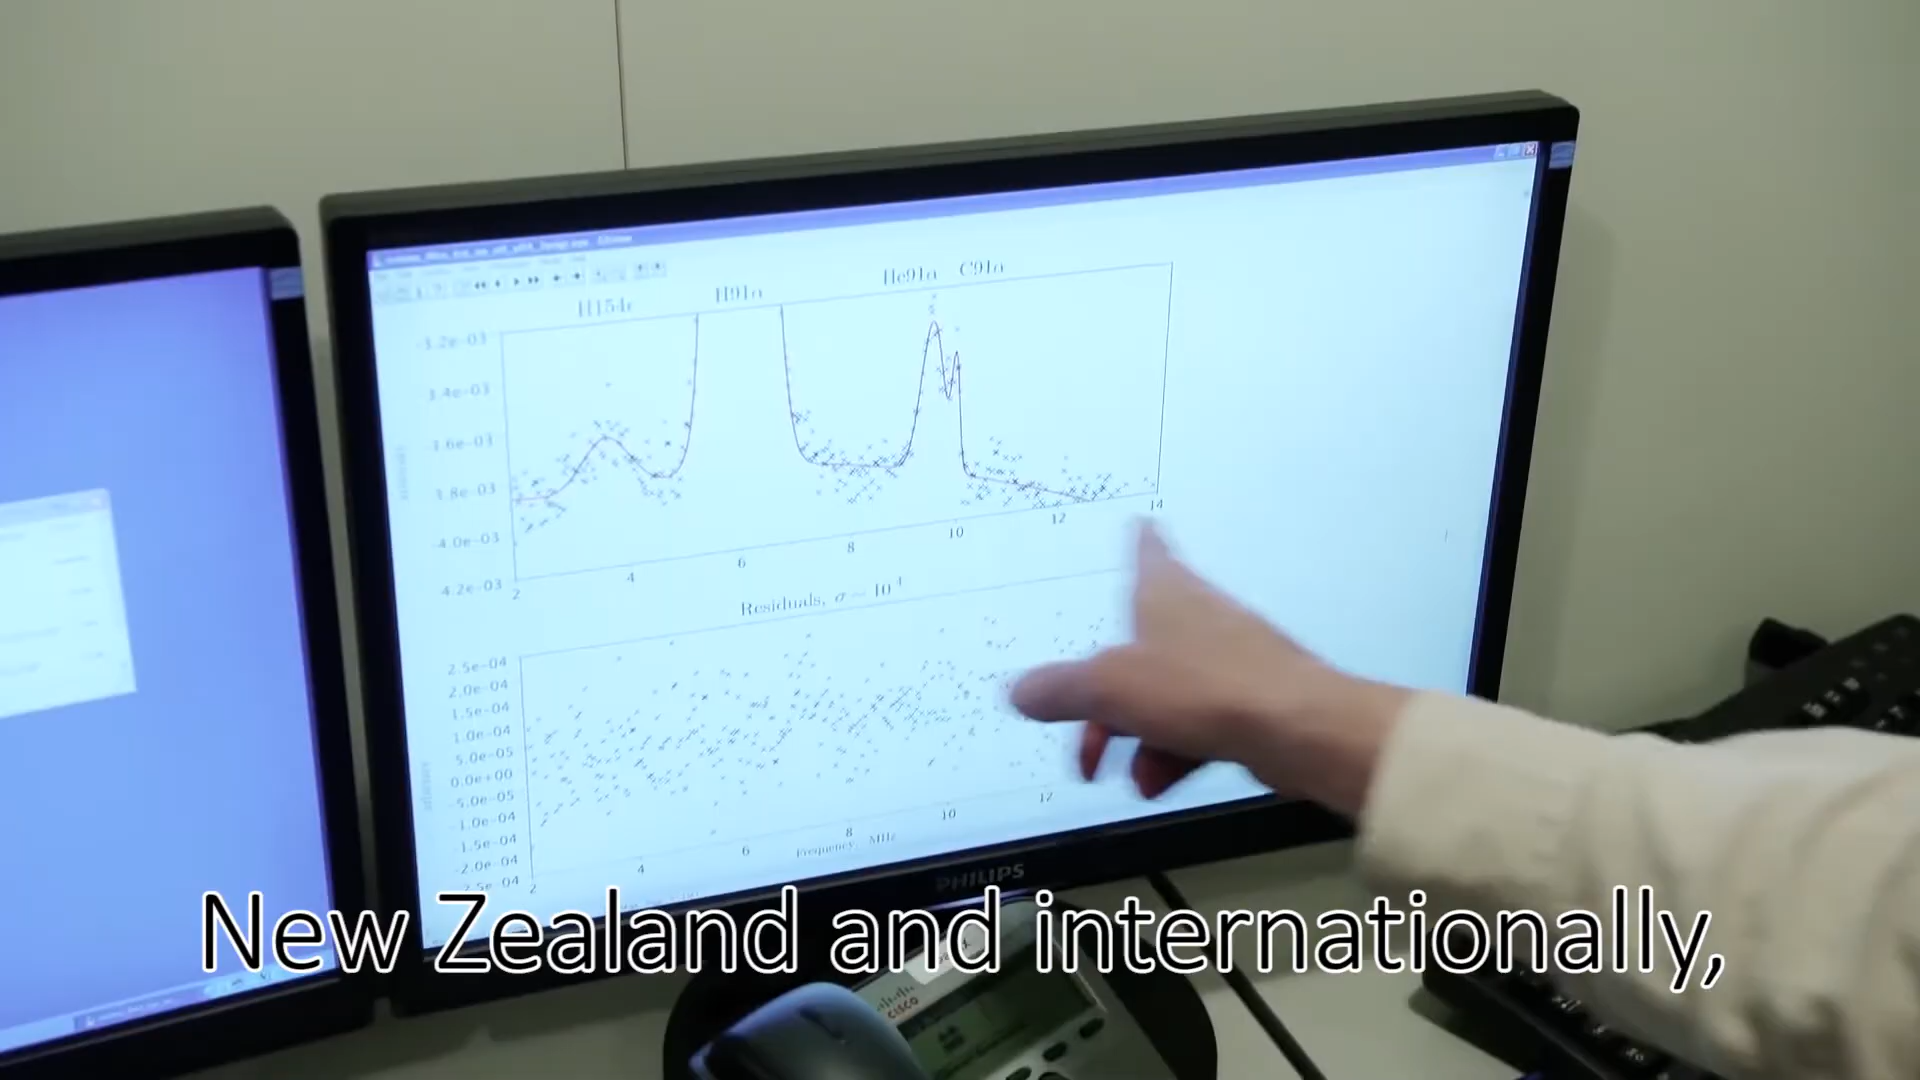 H154ε
H91α
He91α
C91α
-3.2e-03
-3.4e-03
-3.6e-03
-3.8e-03
-4.0e-03
-4.2e-03
2
4
6
8
10
12
14
Residuals, σ ~ 10⁻⁴
2.5e-04
2.0e-04
1.5e-04
1.0e-04
5.0e-05
0.0e+00
-5.0e-05
-1.0e-04
-1.5e-04
-2.0e-04
-2.5e-04
2
4
6
8
10
12
Frequency, MHz
PHILIPS
New Zealand and internationally,
CISCO